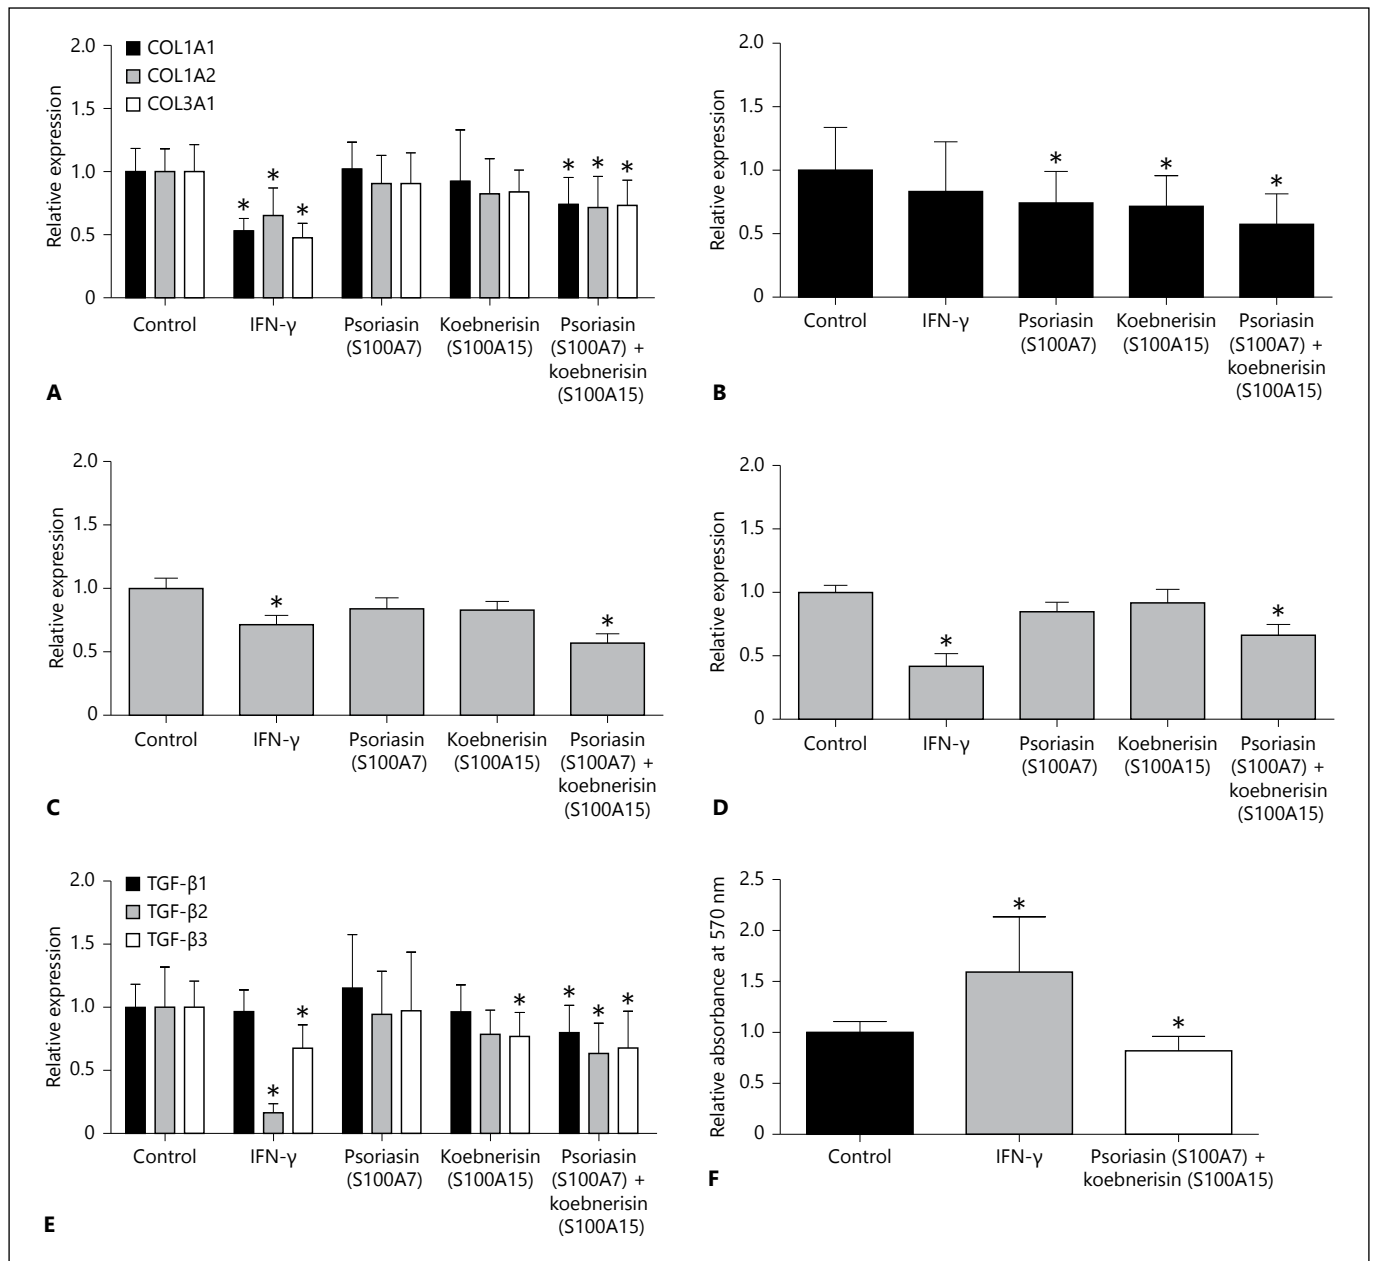 2.0
1.5
1.0
0.5
0
Relative expression
COL1A1
COL1A2
COL3A1
* * *
* * *
Control
IFN-γ
Psoriasin
(S100A7)
Koebnerisin
(S100A15)
Psoriasin
(S100A7) +
koebnerisin
(S100A15)
A
2.0
1.5
1.0
0.5
0
Relative expression
*
*
*
Control
IFN-γ
Psoriasin
(S100A7)
Koebnerisin
(S100A15)
Psoriasin
(S100A7) +
koebnerisin
(S100A15)
B
2.0
1.5
1.0
0.5
0
Relative expression
*
*
Control
IFN-γ
Psoriasin
(S100A7)
Koebnerisin
(S100A15)
Psoriasin
(S100A7) +
koebnerisin
(S100A15)
C
2.0
1.5
1.0
0.5
0
Relative expression
*
*
Control
IFN-γ
Psoriasin
(S100A7)
Koebnerisin
(S100A15)
Psoriasin
(S100A7) +
koebnerisin
(S100A15)
D
2.0
1.5
1.0
0.5
0
Relative expression
TGF-β1
TGF-β2
TGF-β3
* *
*
* * *
Control
IFN-γ
Psoriasin
(S100A7)
Koebnerisin
(S100A15)
Psoriasin
(S100A7) +
koebnerisin
(S100A15)
E
2.5
2.0
1.5
1.0
0.5
0
Relative absorbance at 570 nm
*
*
Control
IFN-γ
Psoriasin (S100A7) +
koebnerisin (S100A15)
F